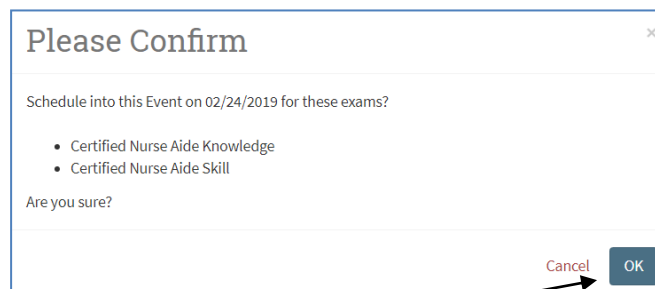 Please Confirm
×
Schedule into this Event on 02/24/2019 for these exams?
• Certified Nurse Aide Knowledge
• Certified Nurse Aide Skill
Are you sure?
Cancel OK